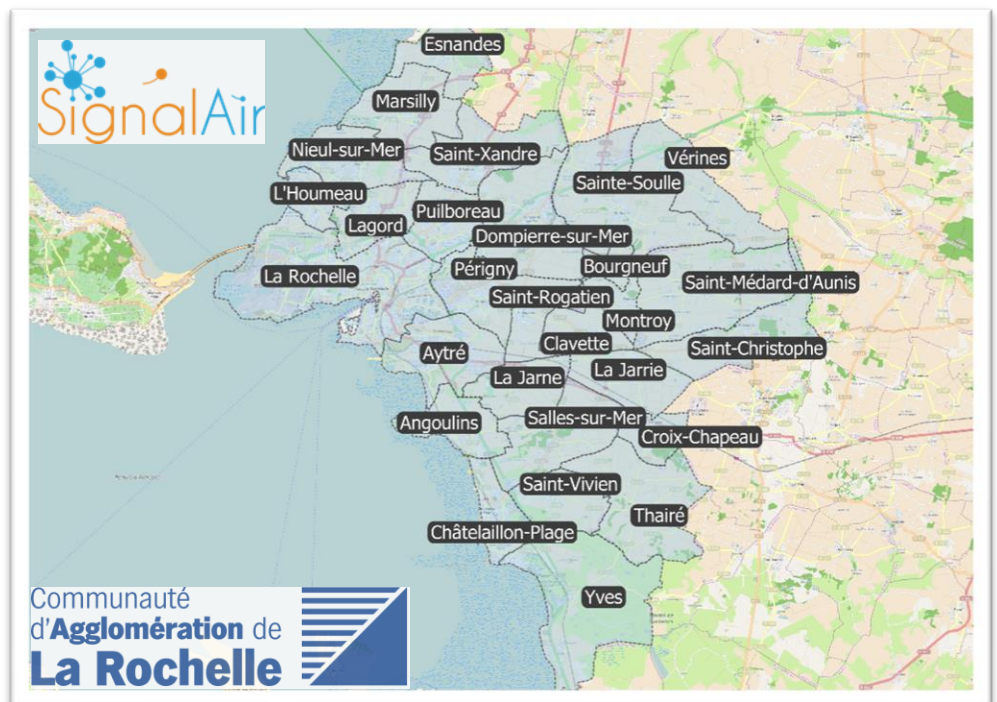 SignalAir
Esnandes
Marsilly
Nieul-sur-Mer
Saint-Xandre
Vérines
Sainte-Soulle
L'Houmeau
Puilboreau
Lagord
Dompierre-sur-Mer
La Rochelle
Périgny
Bourgneuf
Saint-Médard-d'Aunis
Saint-Rogatien
Montroy
Clavette
Saint-Christophe
Aytré
La Jarrie
La Jarne
Angoulins
Salles-sur-Mer
Croix-Chapeau
Saint-Vivien
Thairé
Châtelaillon-Plage
Yves
Communauté
d'Agglomération de
La Rochelle